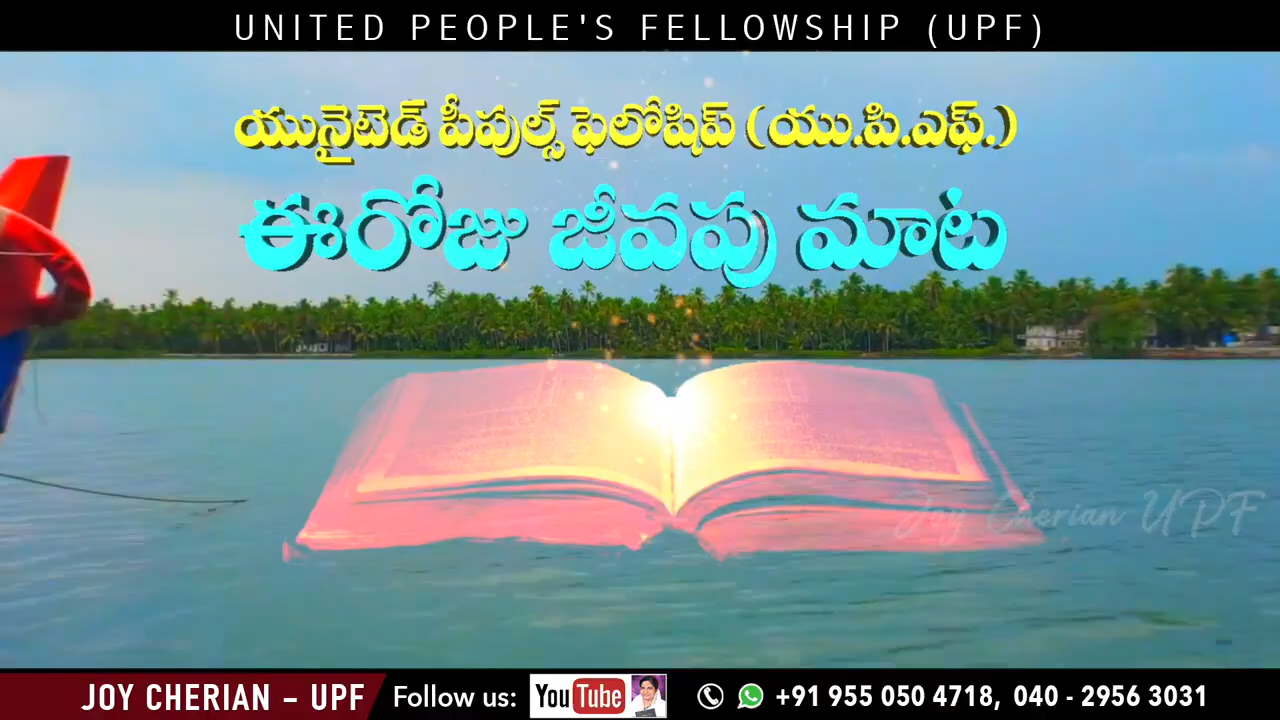 UNITED PEOPLE'S FELLOWSHIP (UPF)
యునైటెడ్ పీపుల్స్ ఫెలోషిప్ (యు.పి.ఎఫ్.)
ఈరోజు జీవపు మాట
Joy Cherian UPF
JOY CHERIAN – UPF Follow us: YouTube +91 955 050 4718, 040 - 2956 3031